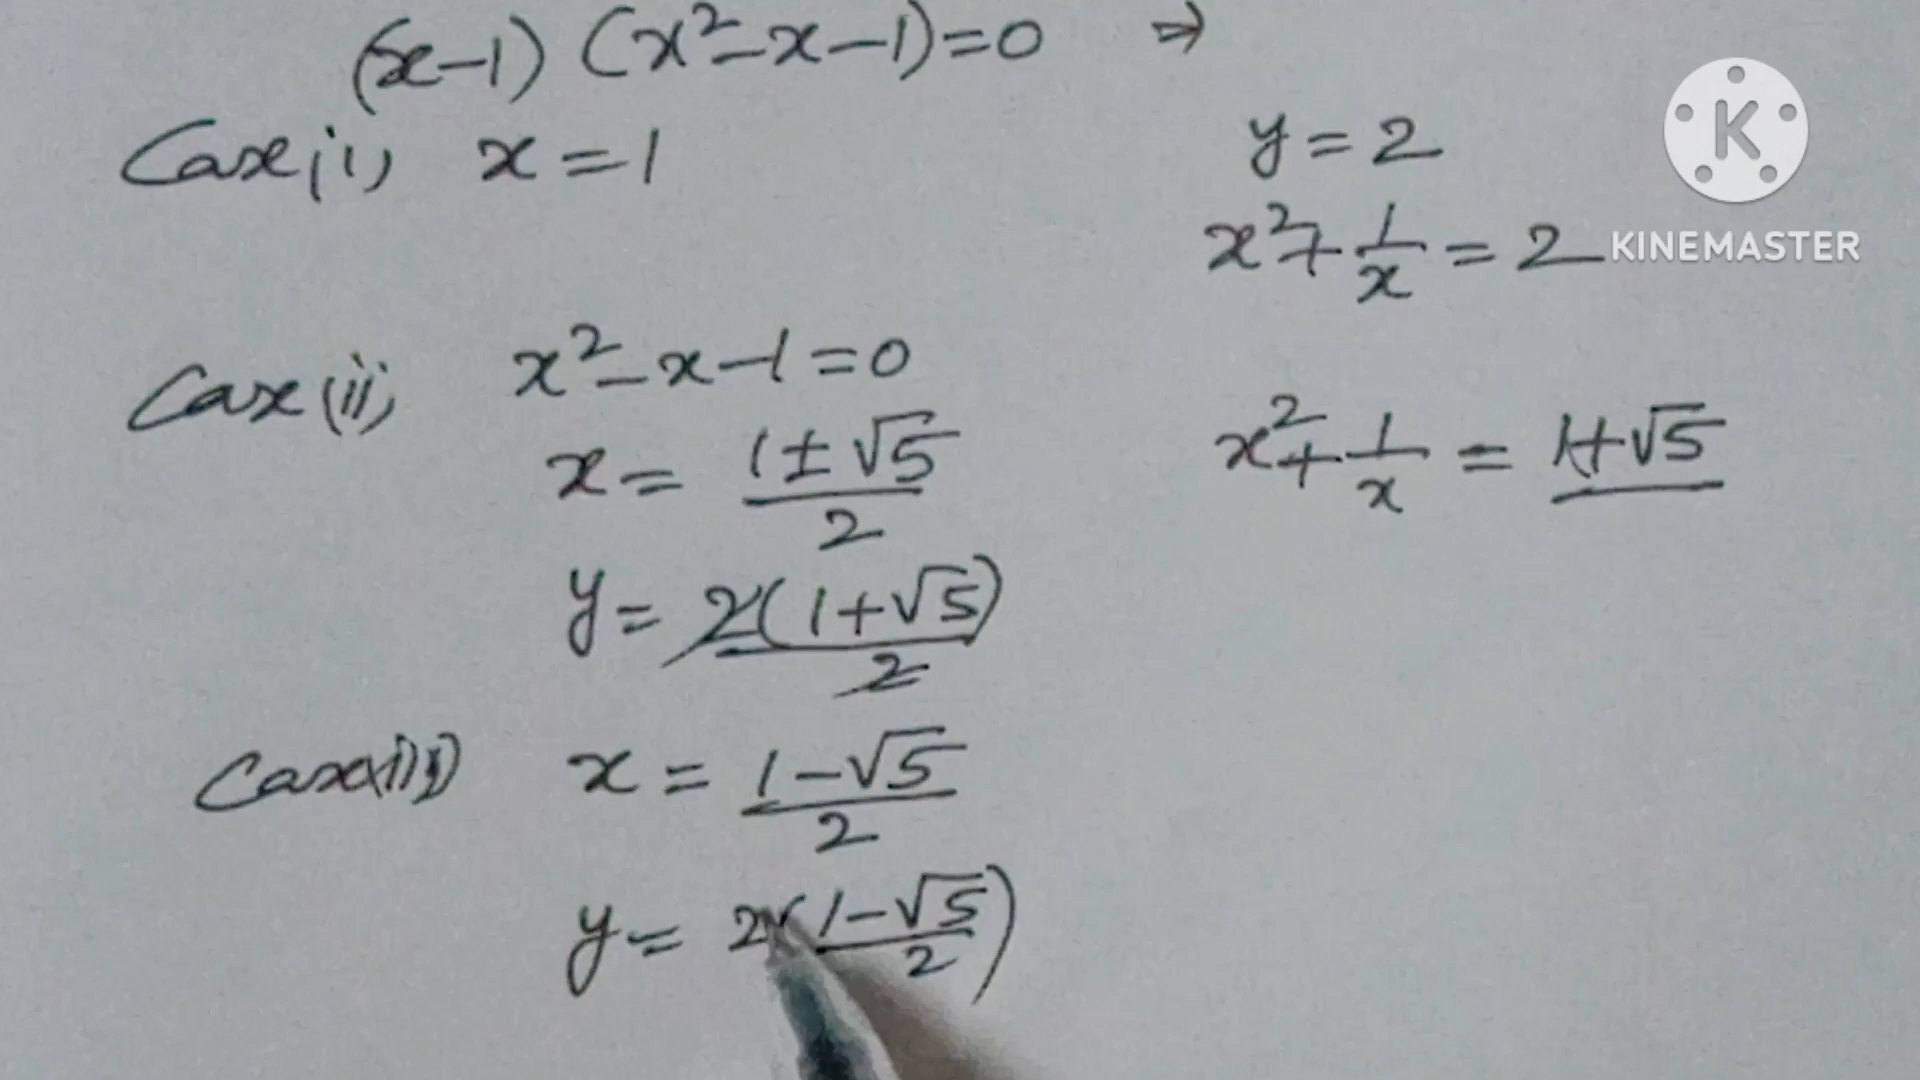 (x-1) (x²-x-1)=0 ⇒
Case(i) x=1
y=2
x²+1/x=2
K
KINEMASTER
Case(ii) x²-x-1=0
x=(1±√5)/2
x²+1/x=1+√5
y=2(1+√5)/2
Case(iii) x=(1-√5)/2
y=2((1-√5)/2)